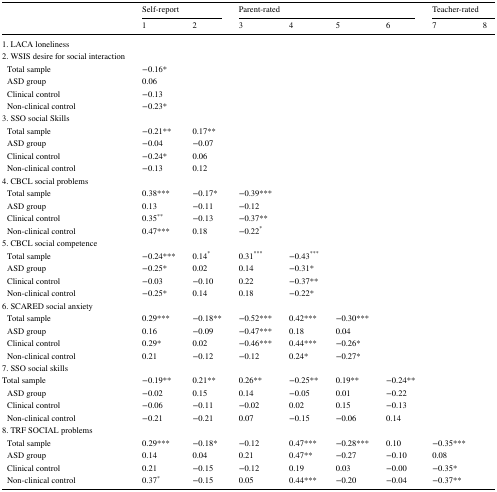 Self-report Parent-rated Teacher-rated
1 2 3 4 5 6 7 8
1. LACA loneliness
2. WSIS desire for social interaction
Total sample −0.16*
ASD group 0.06
Clinical control −0.13
Non-clinical control −0.23*
3. SSO social Skills
Total sample −0.21** 0.17**
ASD group −0.04 −0.07
Clinical control −0.24* 0.06
Non-clinical control −0.13 0.12
4. CBCL social problems
Total sample 0.38*** −0.17* −0.39***
ASD group 0.13 −0.11 −0.12
Clinical control 0.35** −0.13 −0.37**
Non-clinical control 0.47*** 0.18 −0.22*
5. CBCL social competence
Total sample −0.24*** 0.14* 0.31*** −0.43***
ASD group −0.25* 0.02 0.14 −0.31*
Clinical control −0.03 −0.10 0.22 −0.37**
Non-clinical control −0.25* 0.14 0.18 −0.22*
6. SCARED social anxiety
Total sample 0.29*** −0.18** −0.52*** 0.42*** −0.30***
ASD group 0.16 −0.09 −0.47*** 0.18 0.04
Clinical control 0.29* 0.02 −0.46*** 0.44*** −0.26*
Non-clinical control 0.21 −0.12 −0.12 0.24* −0.27*
7. SSO social skills
Total sample −0.19** 0.21** 0.26** −0.25** 0.19** −0.24**
ASD group −0.02 0.15 0.14 −0.05 0.01 −0.22
Clinical control −0.06 −0.11 −0.02 0.02 0.15 −0.13
Non-clinical control −0.21 −0.21 0.07 −0.15 −0.06 0.14
8. TRF SOCIAL problems
Total sample 0.29*** −0.18* −0.12 0.47*** −0.28*** 0.10 −0.35***
ASD group 0.14 0.04 0.21 0.47** −0.27 −0.10 0.08
Clinical control 0.21 −0.15 −0.12 0.19 0.03 −0.00 −0.35*
Non-clinical control 0.37* −0.15 0.05 0.44*** −0.20 −0.04 −0.37**